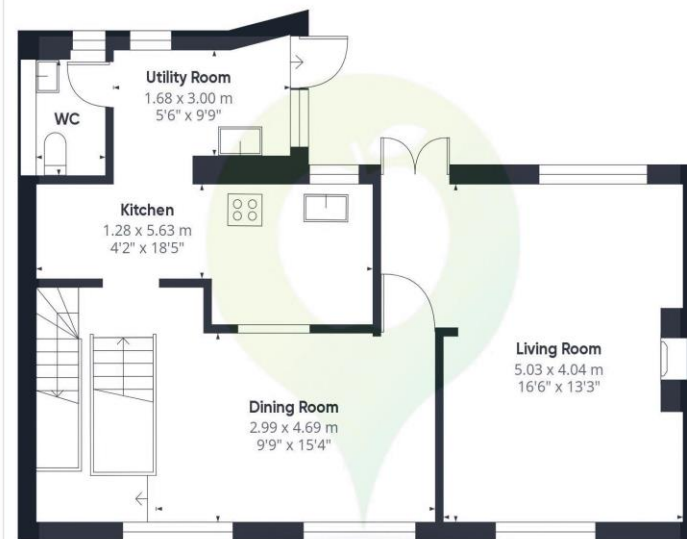 Utility Room
1.68 x 3.00 m
5'6" x 9'9"
WC
Kitchen
1.28 x 5.63 m
4'2" x 18'5"
Living Room
5.03 x 4.04 m
16'6" x 13'3"
Dining Room
2.99 x 4.69 m
9'9" x 15'4"